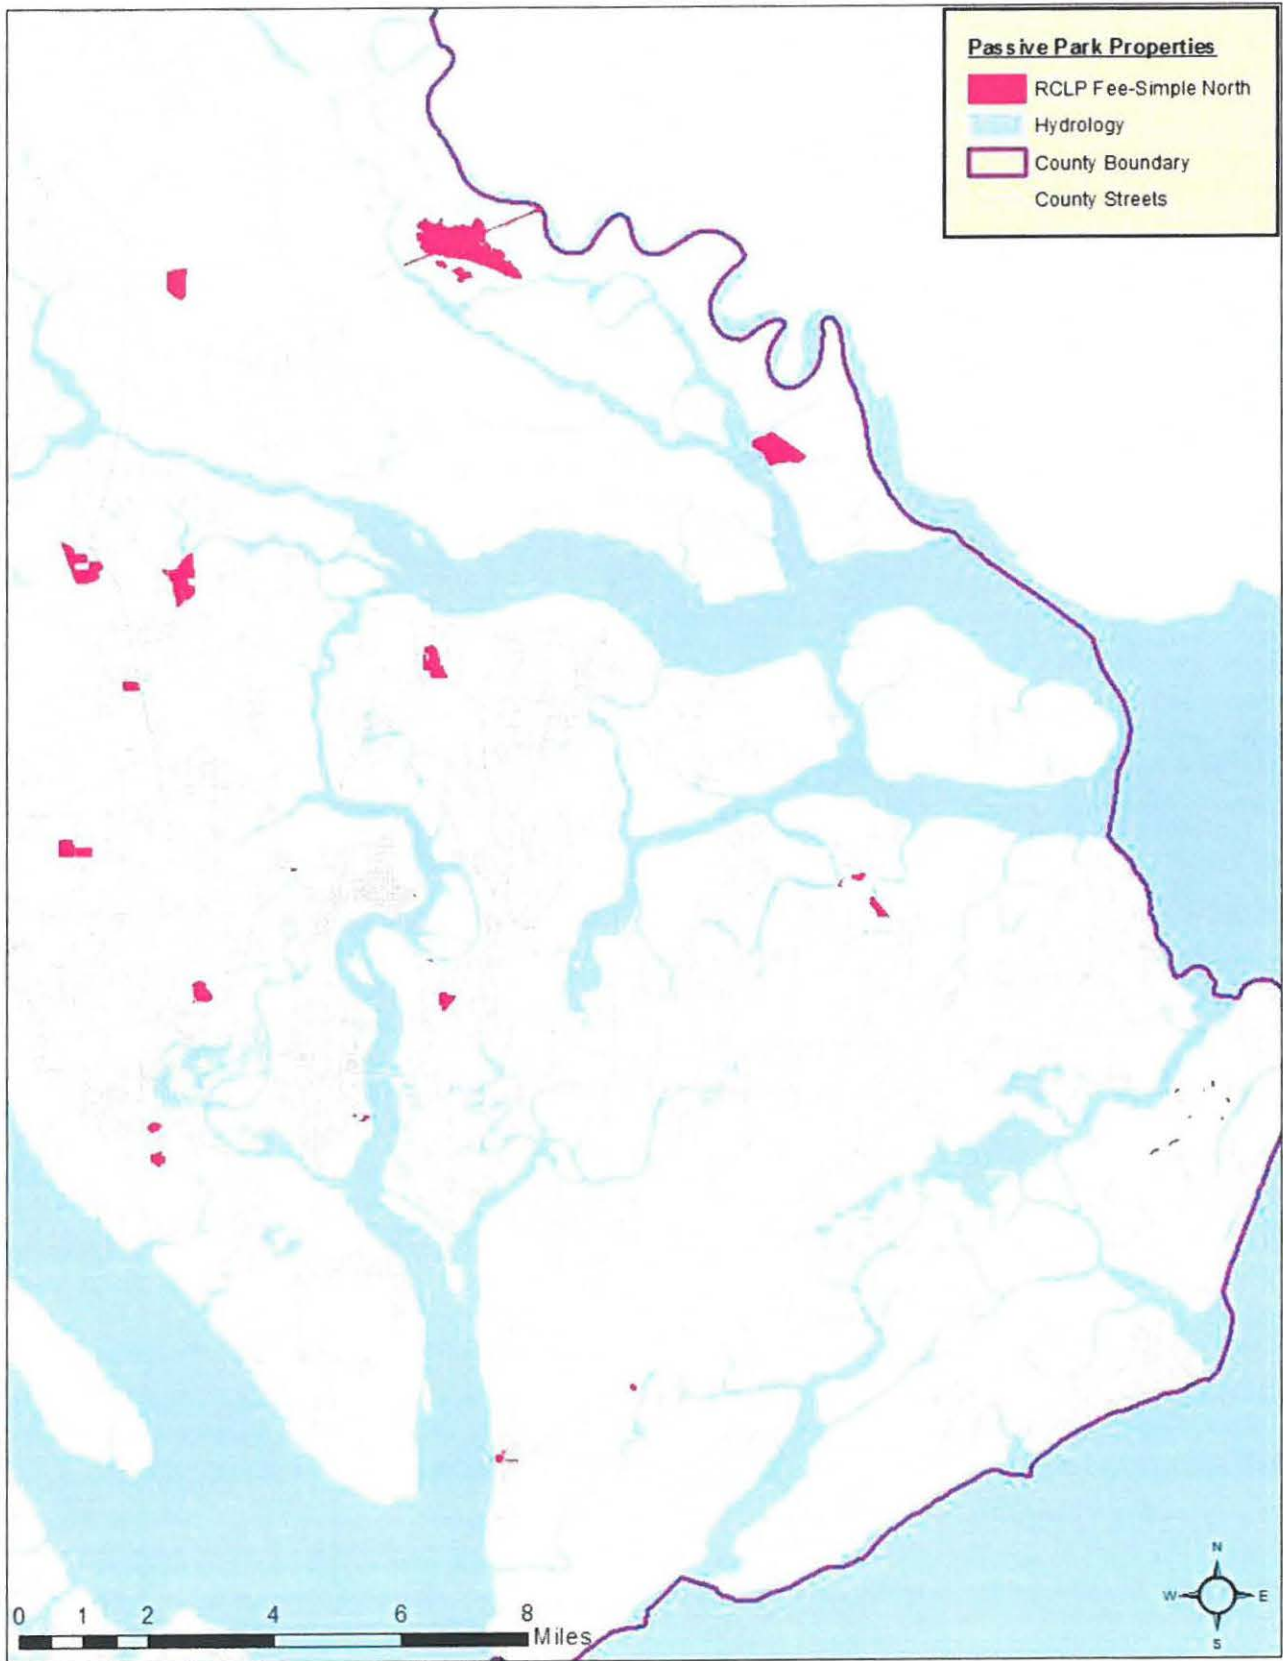 Passive Park Properties
RCLP Fee-Simple North
Hydrology
County Boundary
County Streets
N
W E
S
0 1 2 4 6 8
Miles